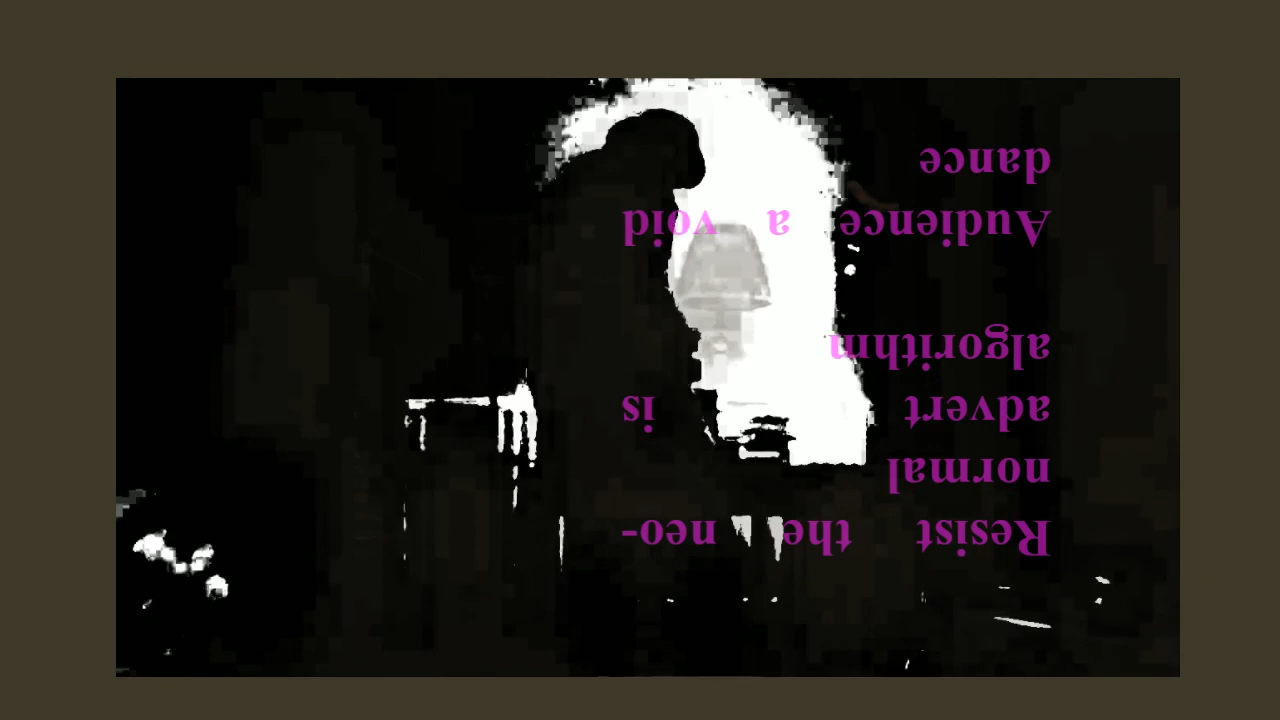 Resist the neo-
normal
advert is
algorithm
Audience a void
dance